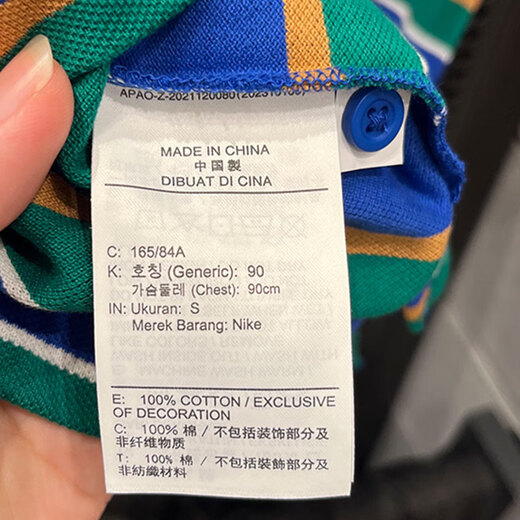 APAO-Z-2021120080
MADE IN CHINA
中国製
DIBUAT DI CINA
C: 165/84A
K: 호칭 (Generic): 90
가슴둘레 (Chest): 90cm
IN: Ukuran: S
Merek Barang: Nike
E: 100% COTTON / EXCLUSIVE
OF DECORATION
C: 100% 棉 / 不包括装饰部分及
非纤维物质
T: 100% 棉 / 不包括裝飾部分及
非紡織材料